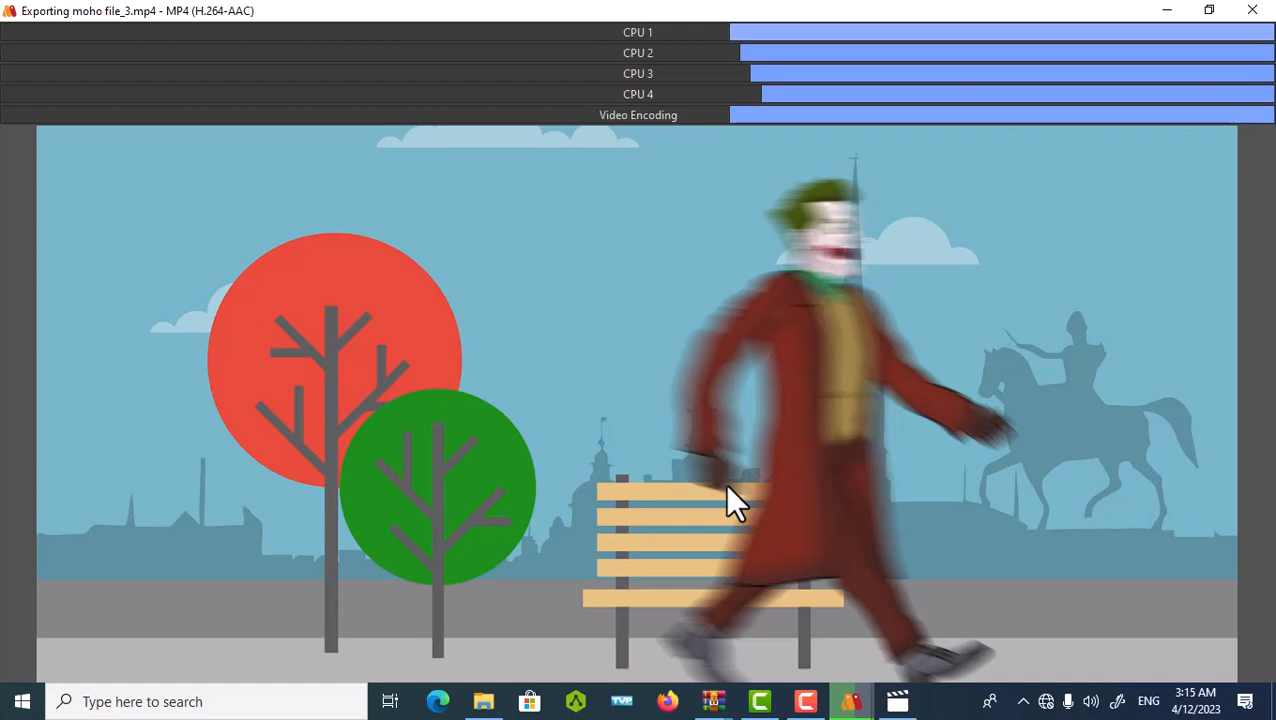 Exporting moho file_3.mp4 - MP4 (H.264-AAC)
CPU 1
CPU 2
CPU 3
CPU 4
Video Encoding
Type here to search
TVP
ENG
3:15 AM
4/12/2023